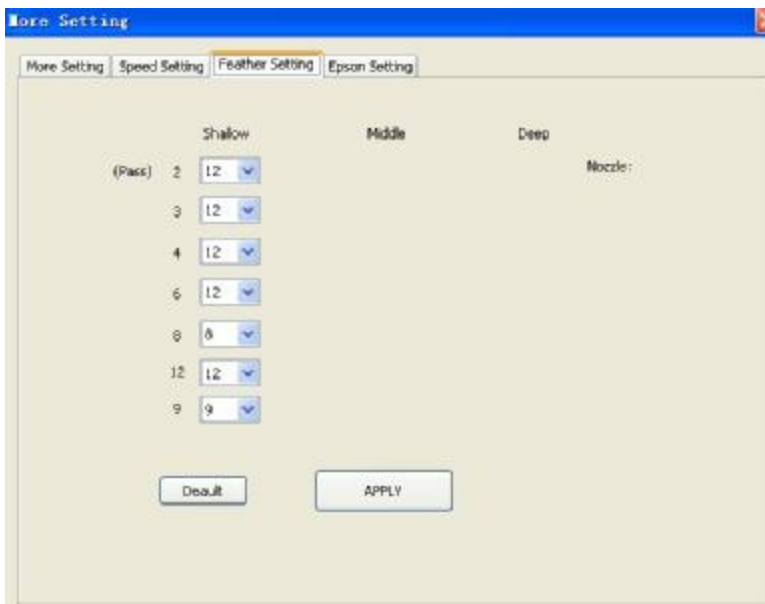 More Setting
More Setting Speed Setting Feather Setting Epson Setting
Shallow Middle Deep
(Pass) 2 12 Nozzle:
3 12
4 12
6 12
8 8
12 12
9 9
Deault APPLY